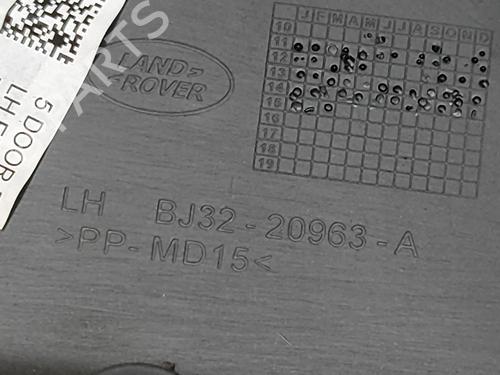 LAND
ROVER
J F M A M J J A S O N D
10
11
12
13
14
15
16
17
18
19
5 DOOR
LH F
PARTS
LH BJ32-20963-A
>PP-MD15<